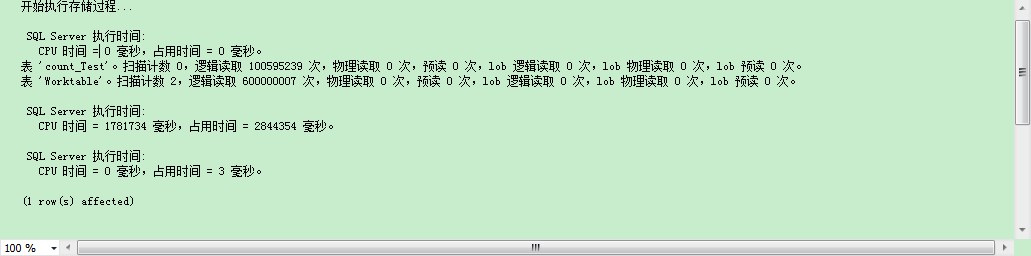 开始执行存储过程...
SQL Server 执行时间:
CPU 时间 = 0 毫秒，占用时间 = 0 毫秒。
表 'count_Test'。扫描计数 0，逻辑读取 100595239 次，物理读取 0 次，预读 0 次，lob 逻辑读取 0 次，lob 物理读取 0 次，lob 预读 0 次。
表 'Worktable'。扫描计数 2，逻辑读取 600000007 次，物理读取 0 次，预读 0 次，lob 逻辑读取 0 次，lob 物理读取 0 次，lob 预读 0 次。
SQL Server 执行时间:
CPU 时间 = 1781734 毫秒，占用时间 = 2844354 毫秒。
SQL Server 执行时间:
CPU 时间 = 0 毫秒，占用时间 = 3 毫秒。
(1 row(s) affected)
100 %